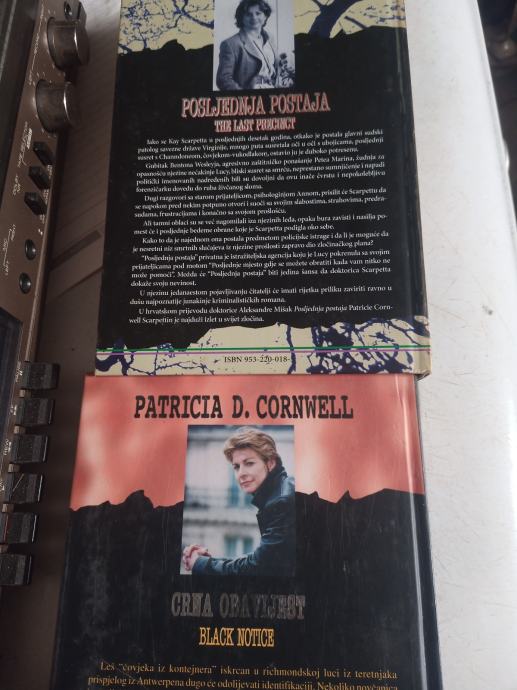 POSLJEDNJA POSTAJA
THE LAST PRECINCT
Iako se Kay Scarpetta u posljednjih desetak godina, otkako je postala glavni sudski
patolog savezne države Virginije, mnogo puta susretala oči u oči s ubojicama, posljednji
susret s Chandonneom, čovjekom-vukodlakom, ostavio ju je duboko potresenu.
Gubitak Bentona Wesleyja, agresivno zaštitničko ponašanje Petea Marina, žudnja za
opasnošću njezine nećakinje Lucy, bliski susret sa smrću, neprestano sumnjičenje i napadi
politički imenovanih nadređenih bili su dovoljni da ovu inače čvrstu i nepokolebljivu
forenzičarku dovedu do ruba živčanog sloma.
Dugi razgovori sa starom prijateljicom, psihologinjom Annom, prisilit će Scarpettu da
se napokon pred nekim potpuno otvori i suoči sa svojim slabostima, strahovima, predra-
sudama, frustracijama i konačno sa svojom prošlošću.
Ali tamni oblaci su se već nagomilali iza njezinih leđa, opaka bura zavisti i nasilja po-
mest će i posljednje bedeme obrane koje je Scarpetta podigla oko sebe.
Kako to da je najednom ona postala predmetom policijske istrage i da li je moguće da
je nesretni niz smrtnih slučajeva iz njezine prošlosti zapravo dio zločinačkog plana?
"Posljednja postaja" privatna je istražiteljska agencija koju je Lucy pokrenula sa svojim
prijateljicama pod motom "Posljednje mjesto gdje se možete obratiti kada vam nitko ne
može pomoći". Možda će "Posljednja postaja" biti jedina šansa da doktorica Scarpetta
dokaže svoju nevinost.
U njezinu jedanaestom pojavljivanju čitatelji će imati rijetku priliku zaviriti ravno u
dušu najpoznatije junakinje kriminalističkih romana.
U hrvatskom prijevodu doktorice Aleksandre Mišak Posljednja postaja Patricie Corn-
well Scarpettin je najduži izlet u svijet zločina.
ISBN 953-220-018-
PATRICIA D. CORNWELL
CRNA OBAVIJEST
BLACK NOTICE
Leš "čovjeka iz kontejnera" iskrcan u richmondskoj luci iz teretnjaka
prispjelog iz Antwerpena dugo će odolijevati identifikaciji. Nekoliko novčanica